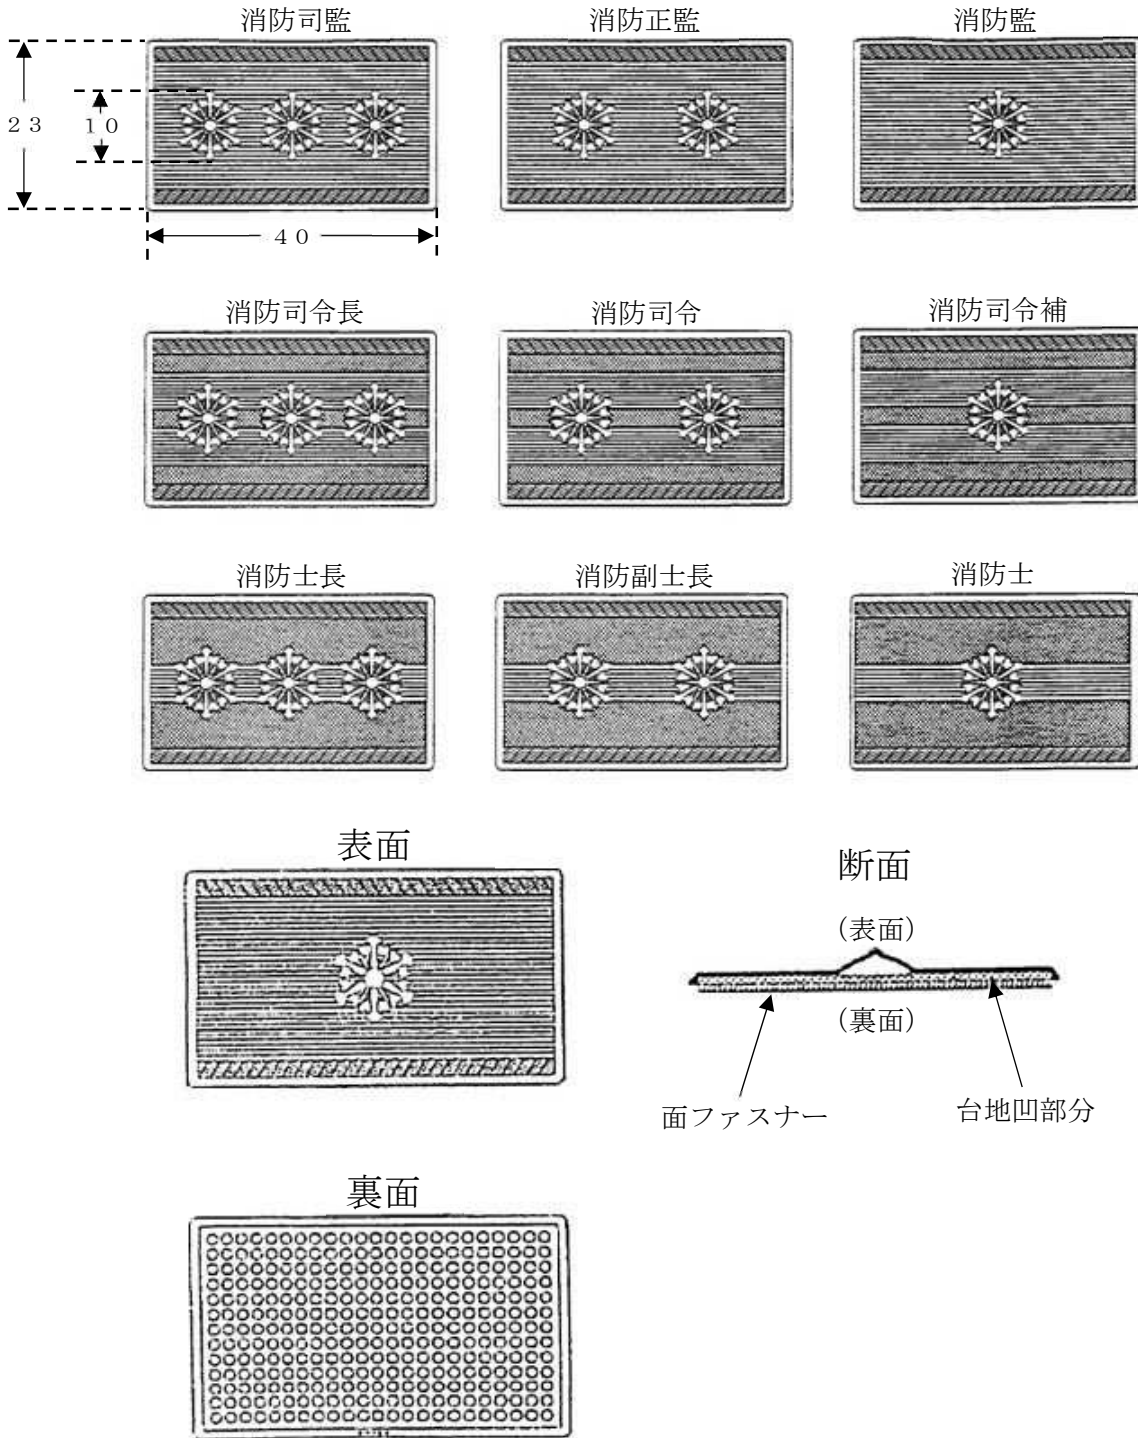 消防司監
消防正監
消防監
２３
１０
４０
消防司令長
消防司令
消防司令補
消防士長
消防副士長
消防士
表面
断面
（表面）
（裏面）
面ファスナー
台地凹部分
裏面